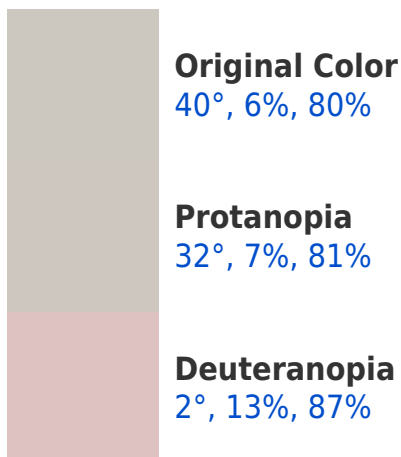 Original Color
40°, 6%, 80%
Protanopia
32°, 7%, 81%
Deuteranopia
2°, 13%, 87%